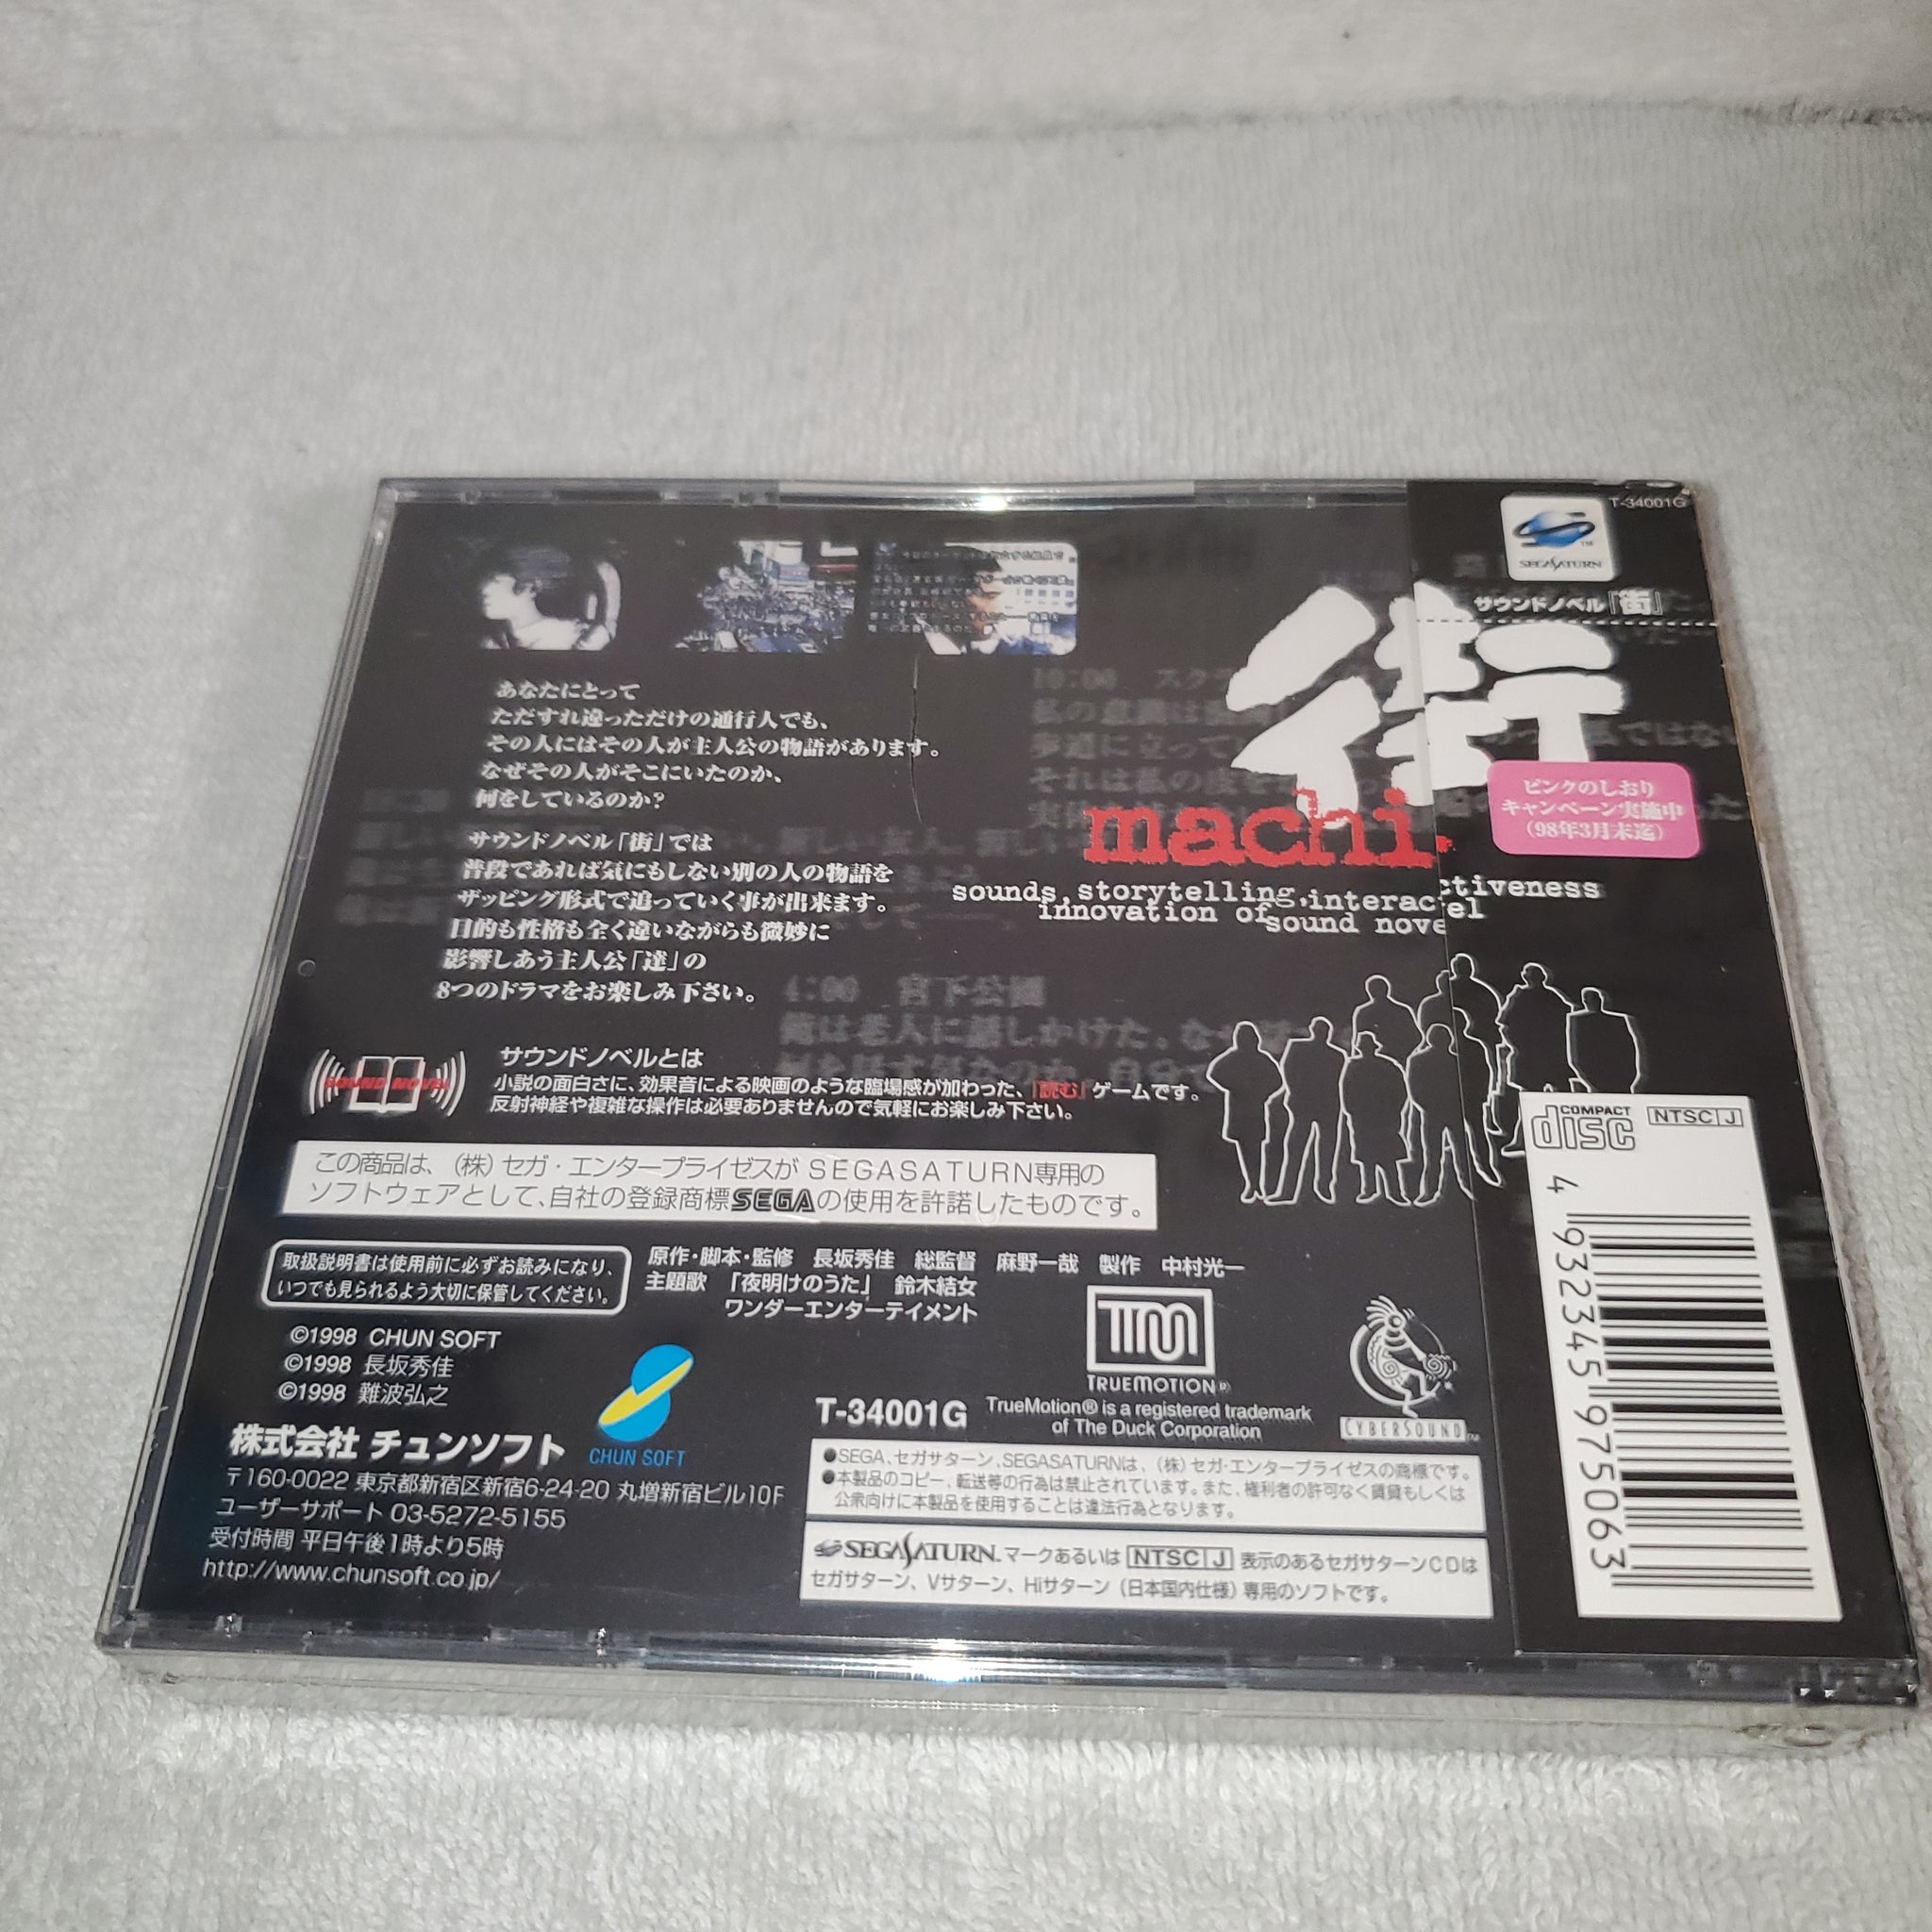 T-34001G
SEGA SATURN
サウンドノベル『街』
街
machi.
ピンクのしおり
キャンペーン実施中
(98年3月末迄)
sounds,storytelling,interactiveness
innovation of sound novel
あなたにとって
ただすれ違っただけの通行人でも、
その人にはその人が主人公の物語があります。
なぜその人がそこにいたのか、
何をしているのか?
サウンドノベル「街」では
普段であれば気にもしない別の人の物語を
ザッピング形式で追っていく事が出来ます。
目的も性格も全く違いながらも微妙に
影響しあう主人公「達」の
8つのドラマをお楽しみ下さい。
10:00
4:00 宮下公園
俺は老人に話しかけた。
SOUND NOVEL
サウンドノベルとは
小説の面白さに、効果音による映画のような臨場感が加わった、「読む」ゲームです。
反射神経や複雑な操作は必要ありませんので気軽にお楽しみ下さい。
この商品は、(株)セガ・エンタープライゼスが SEGASATURN専用の
ソフトウェアとして、自社の登録商標SEGAの使用を許諾したものです。
取扱説明書は使用前に必ずお読みになり、
いつでも見られるよう大切に保管してください。
原作・脚本・監修 長坂秀佳 総監督 麻野一哉 製作 中村光一
主題歌 「夜明けのうた」 鈴木結女
ワンダーエンターテイメント
©1998 CHUN SOFT
©1998 長坂秀佳
©1998 難波弘之
CHUN SOFT
株式会社 チュンソフト
〒160-0022 東京都新宿区新宿6-24-20 丸増新宿ビル10F
ユーザーサポート 03-5272-5155
受付時間 平日午後1時より5時
http://www.chunsoft.co.jp/
TM
TRUEMOTION®
TrueMotion® is a registered trademark
of The Duck Corporation
CYBERSOUND™
T-34001G
●SEGA、セガサターン、SEGASATURNは、(株)セガ・エンタープライゼスの商標です。
●本製品のコピー、転送等の行為は禁止されています。また、権利者の許可なく賃貸もしくは
公衆向けに本製品を使用することは違法行為となります。
SEGA SATURN™マークあるいは NTSC J 表示のあるセガサターンCDは
セガサターン、Vサターン、Hiサターン(日本国内仕様)専用のソフトです。
COMPACT disc
NTSC J
4 932345 975063